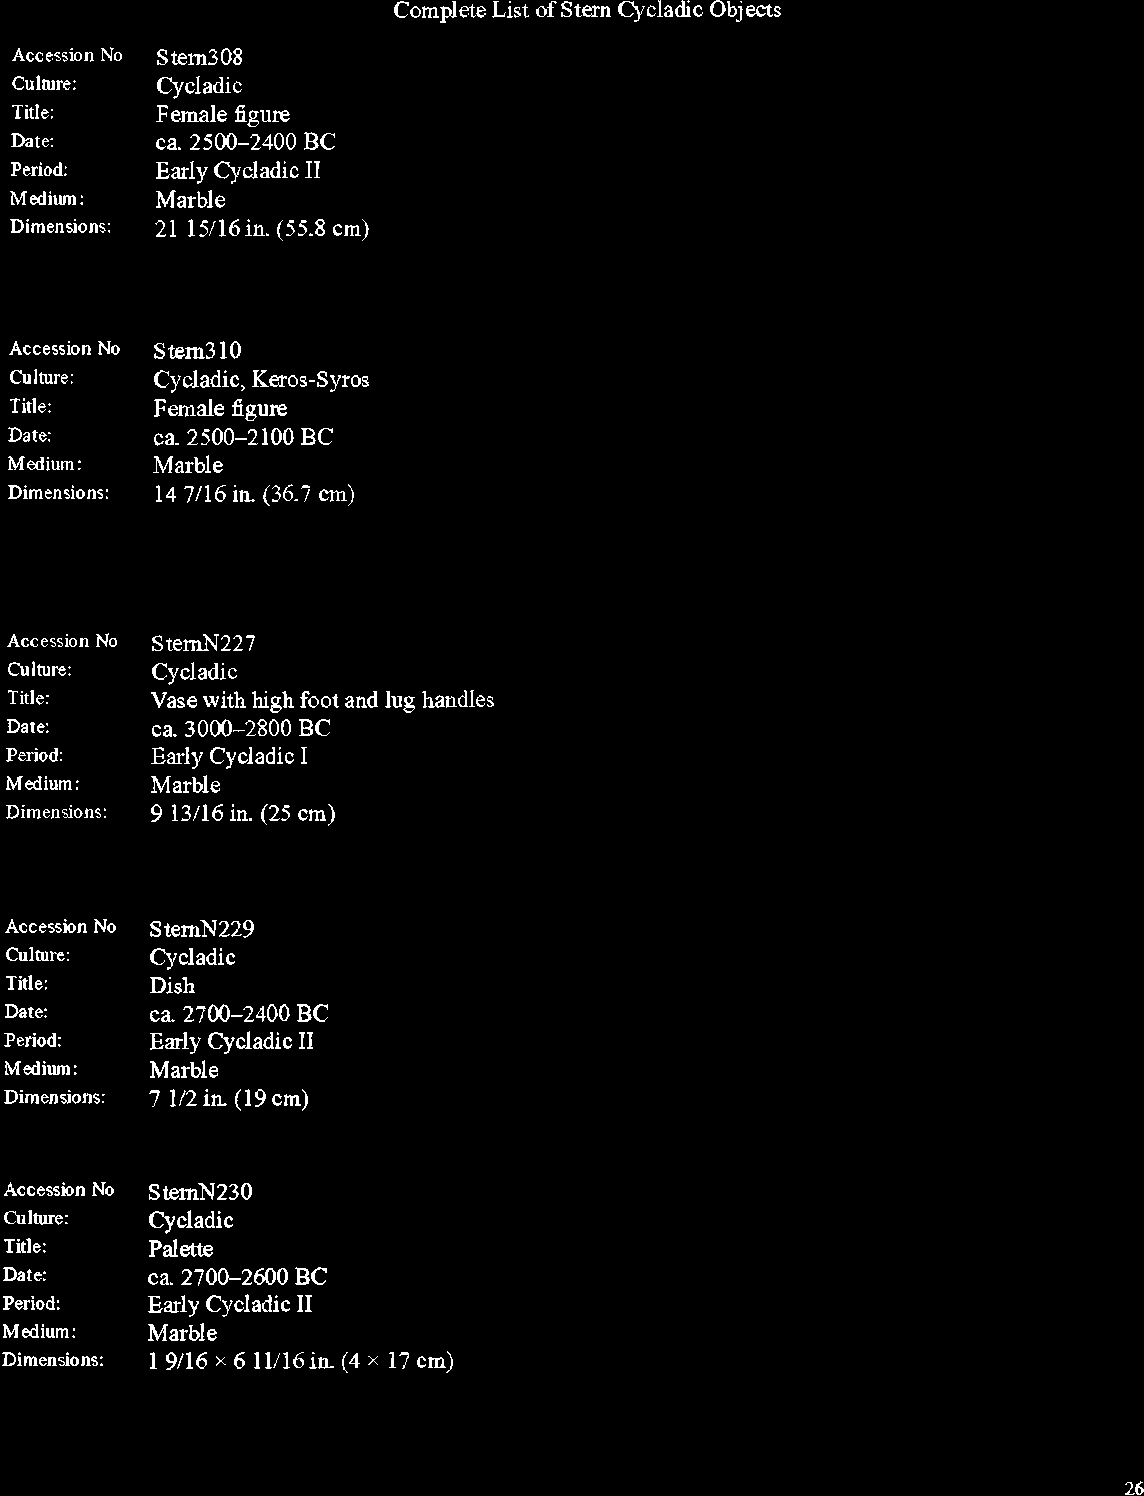 Complete List of Stern Cycladic Objects
Accession No Stern308
Culture: Cycladic
Title: Female figure
Date: ca. 2500–2400 BC
Period: Early Cycladic II
Medium: Marble
Dimensions: 21 15/16 in. (55.8 cm)
Accession No Stern310
Culture: Cycladic, Keros-Syros
Title: Female figure
Date: ca. 2500–2100 BC
Medium: Marble
Dimensions: 14 7/16 in. (36.7 cm)
Accession No SternN227
Culture: Cycladic
Title: Vase with high foot and lug handles
Date: ca. 3000–2800 BC
Period: Early Cycladic I
Medium: Marble
Dimensions: 9 13/16 in. (25 cm)
Accession No SternN229
Culture: Cycladic
Title: Dish
Date: ca. 2700–2400 BC
Period: Early Cycladic II
Medium: Marble
Dimensions: 7 1/2 in. (19 cm)
Accession No SternN230
Culture: Cycladic
Title: Palette
Date: ca. 2700–2600 BC
Period: Early Cycladic II
Medium: Marble
Dimensions: 1 9/16 × 6 11/16 in. (4 × 17 cm)
26